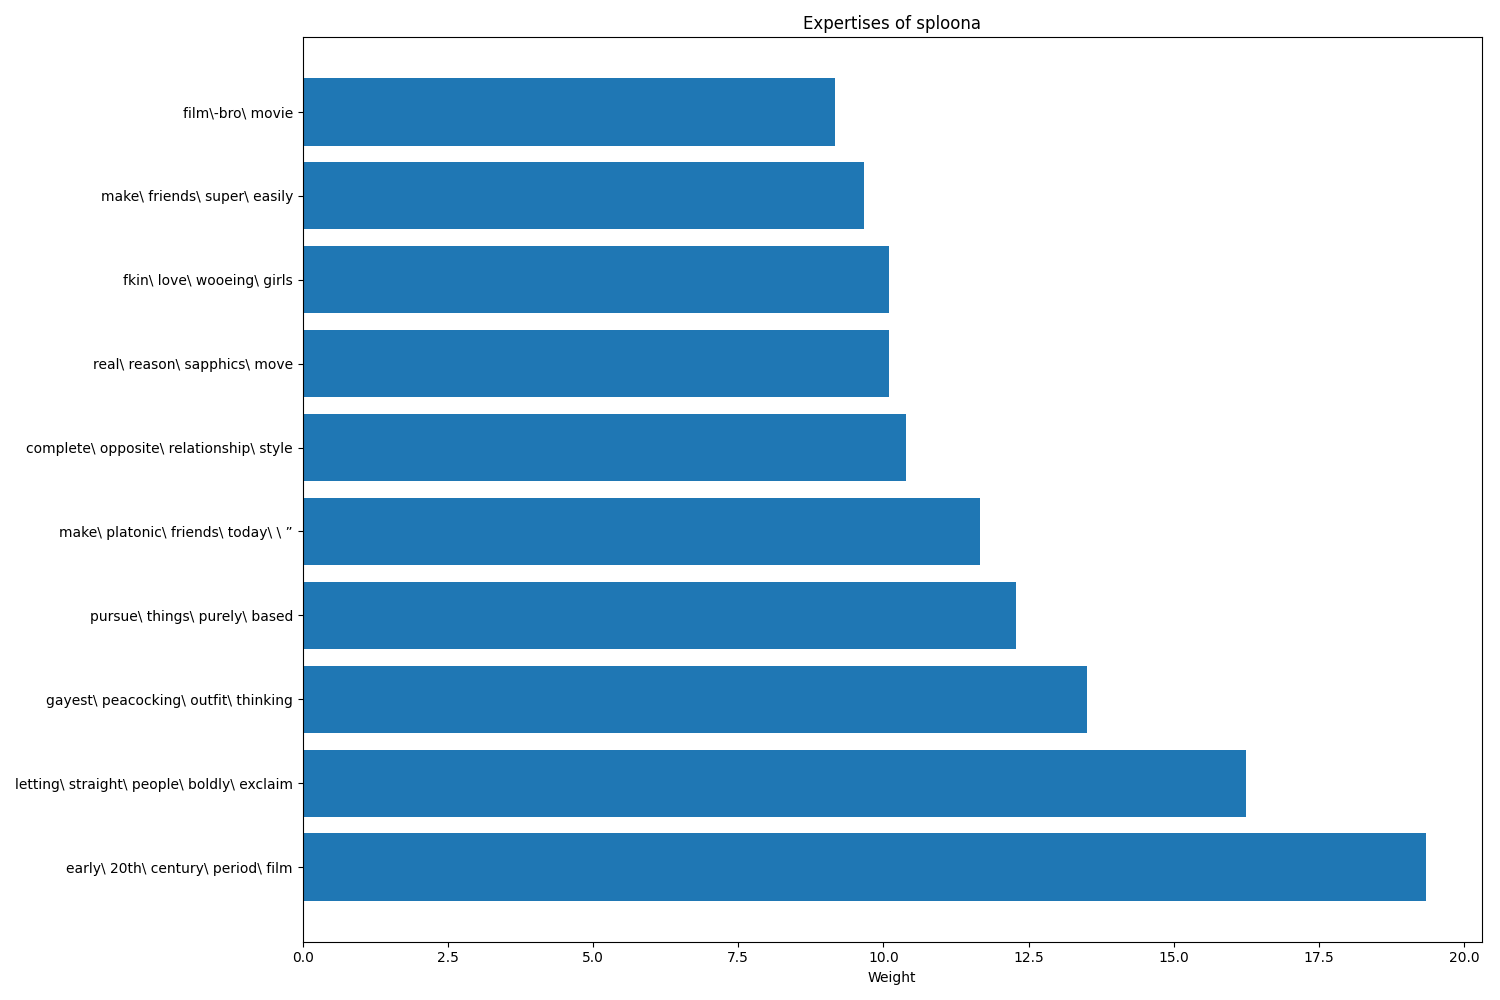 Expertises of sploona
film\-bro\ movie
make\ friends\ super\ easily
fkin\ love\ wooeing\ girls
real\ reason\ sapphics\ move
complete\ opposite\ relationship\ style
make\ platonic\ friends\ today\ \ ”
pursue\ things\ purely\ based
gayest\ peacocking\ outfit\ thinking
letting\ straight\ people\ boldly\ exclaim
early\ 20th\ century\ period\ film
0.0 2.5 5.0 7.5 10.0 12.5 15.0 17.5 20.0
Weight